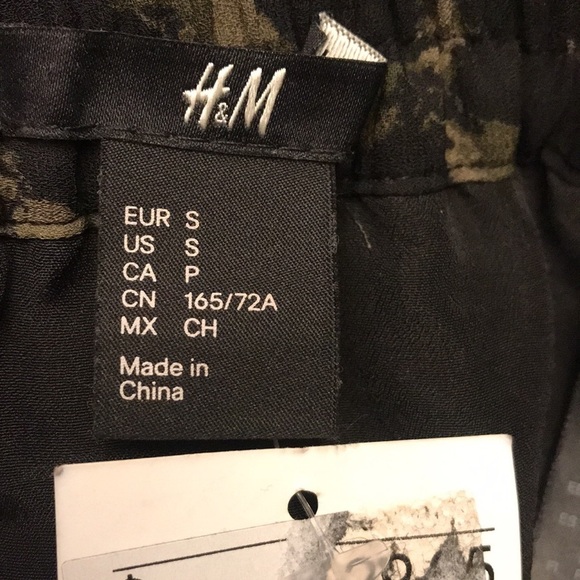 H&M
EUR S
US S
CA P
CN 165/72A
MX CH
Made in
China